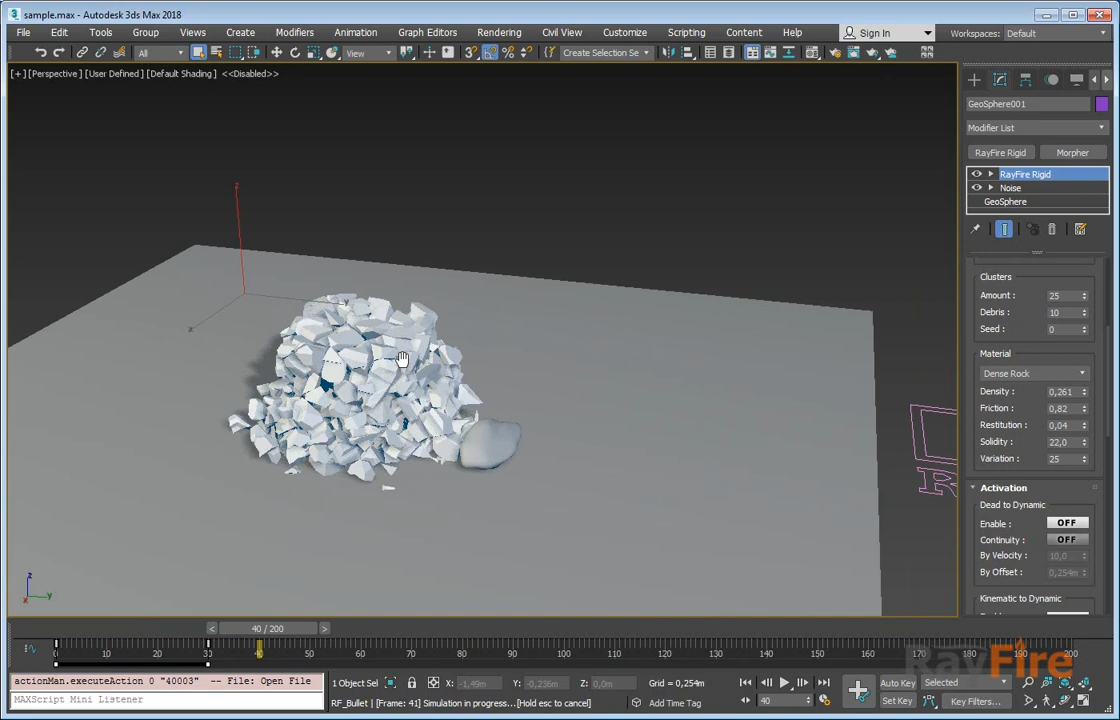 sample.max - Autodesk 3ds Max 2018
File Edit Tools Group Views Create Modifiers Animation Graph Editors Rendering Civil View Customize Scripting Content Help Sign In Workspaces: Default
All View Create Selection Se
[+] [Perspective] [User Defined] [Default Shading] <<Disabled>>
GeoSphere001
Modifier List
RayFire Rigid Morpher
RayFire Rigid
Noise
GeoSphere
Clusters
Amount : 25
Debris : 10
Seed : 0
Material
Dense Rock
Density : 0,261
Friction : 0,82
Restitution : 0,04
Solidity : 22,0
Variation : 25
Activation
Dead to Dynamic
Enable : OFF
Continuity : OFF
By Velocity : 10,0
By Offset : 0,254m
Kinematic to Dynamic
z
x
z
x y
< 40 / 200 >
0 10 20 30 40 50 60 70 80 90 100 110 120 130 140 150 160 170 180 190 200
RayFire
actionMan.executeAction 0 "40003" -- File: Open File
MAXScript Mini Listener
1 Object Sel X: -1,49m Y: -0,236m Z: 0,0m Grid = 0,254m
RF_Bullet | [Frame: 41] Simulation in progress... [Hold esc to cancel]
Add Time Tag
40
Auto Key Selected
Set Key Key Filters...